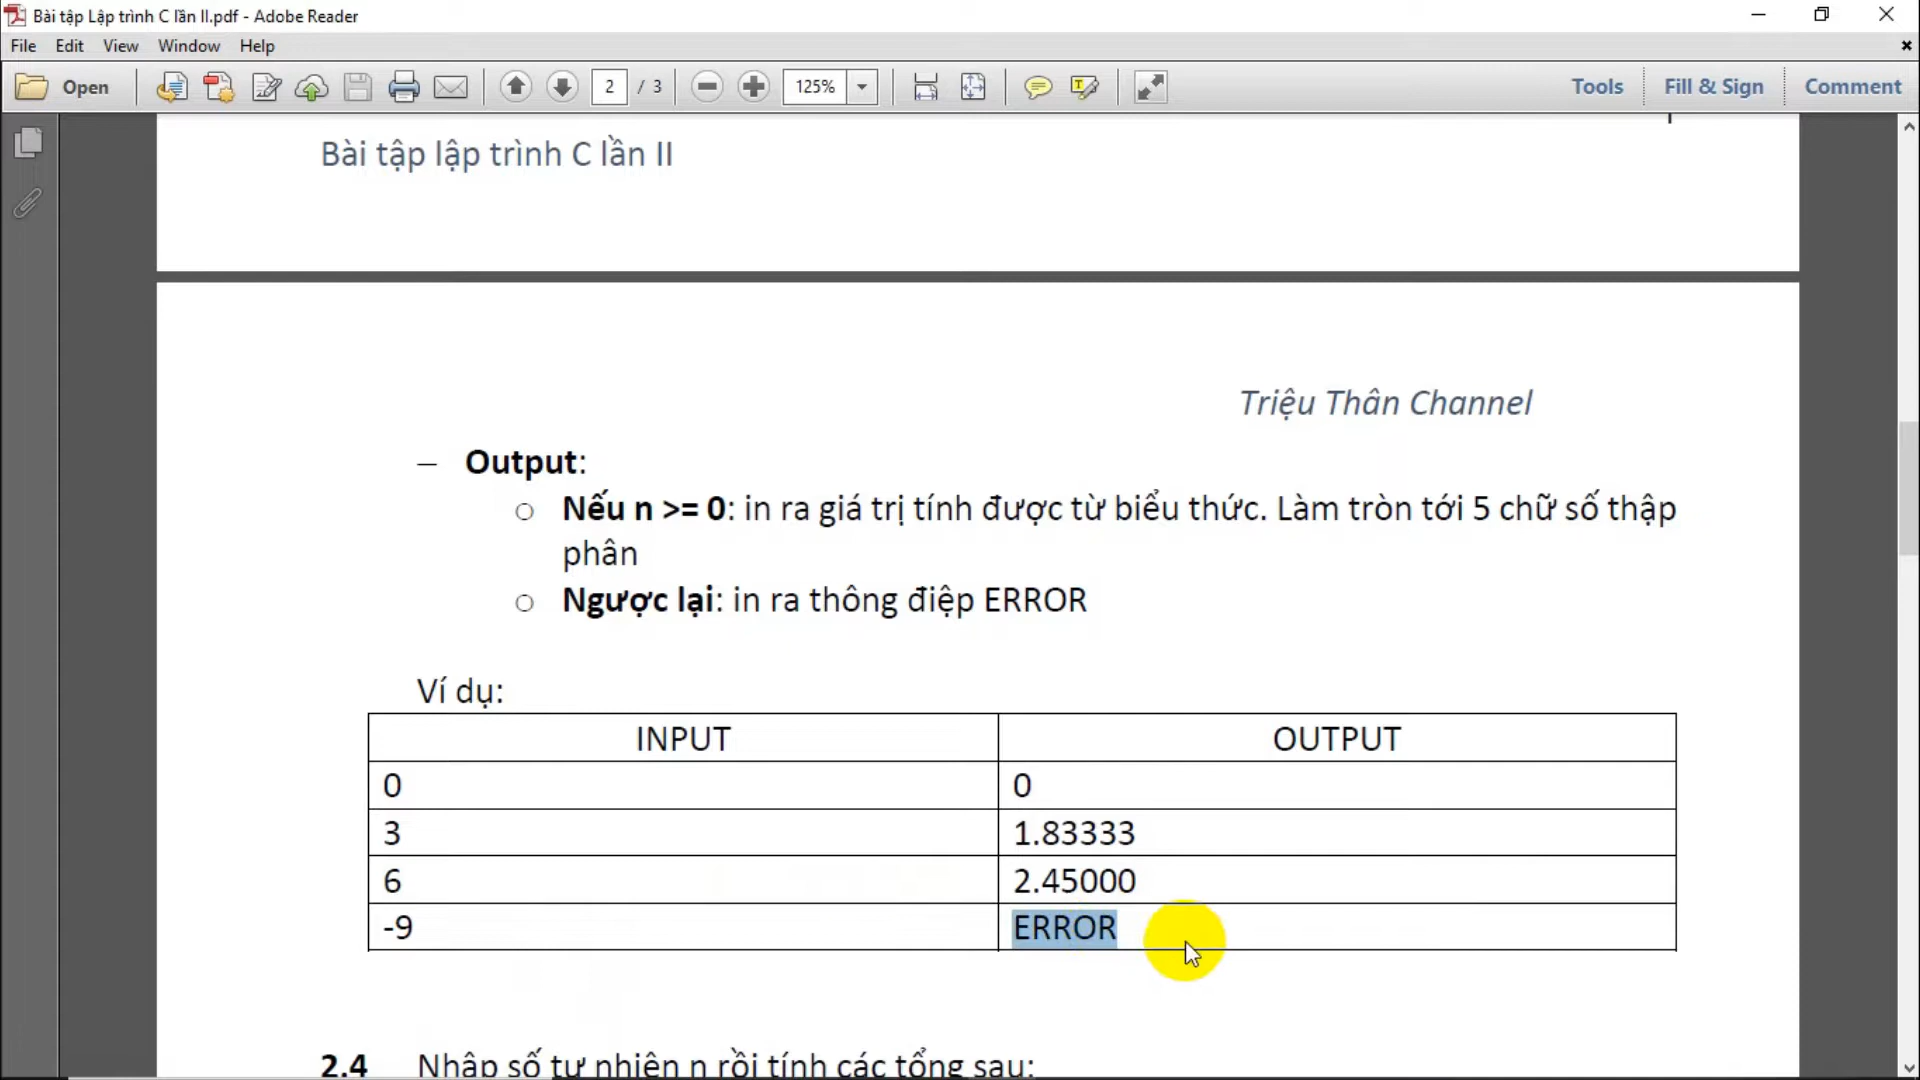 Bài tập Lập trình C lần II.pdf - Adobe Reader
File Edit View Window Help
Open 2 / 3 125% Tools Fill & Sign Comment
Bài tập lập trình C lần II
Triệu Thân Channel
– Output:
○ Nếu n >= 0: in ra giá trị tính được từ biểu thức. Làm tròn tới 5 chữ số thập
phân
○ Ngược lại: in ra thông điệp ERROR
Ví dụ:
INPUT OUTPUT
0 0
3 1.83333
6 2.45000
-9 ERROR
2.4 Nhập số tự nhiên n rồi tính các tổng sau: